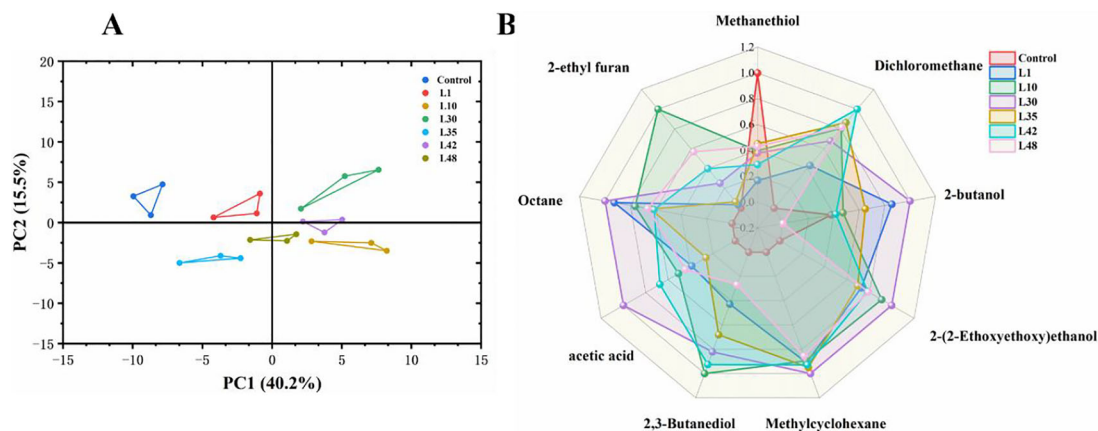 A
20
15
10
5
0
−5
−10
−15
−15
−10
−5
0
5
10
15
PC2 (15.5%)
PC1 (40.2%)
Control
L1
L10
L30
L35
L42
L48
B
Methanethiol
Dichloromethane
2-butanol
2-(2-Ethoxyethoxy)ethanol
Methylcyclohexane
2,3-Butanediol
acetic acid
Octane
2-ethyl furan
1.2
1.0
0.8
0.6
0.4
0.2
0.0
-0.2
Control
L1
L10
L30
L35
L42
L48